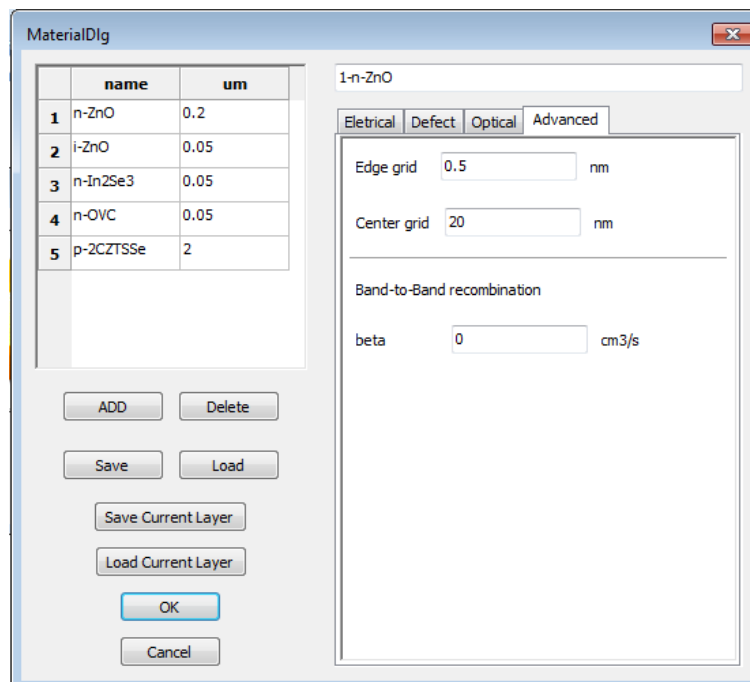 MaterialDlg
name um
1 n-ZnO 0.2
2 i-ZnO 0.05
3 n-In2Se3 0.05
4 n-OVC 0.05
5 p-2CZTSSe 2
ADD Delete
Save Load
Save Current Layer
Load Current Layer
OK
Cancel
1-n-ZnO
Eletrical Defect Optical Advanced
Edge grid 0.5 nm
Center grid 20 nm
Band-to-Band recombination
beta 0 cm3/s